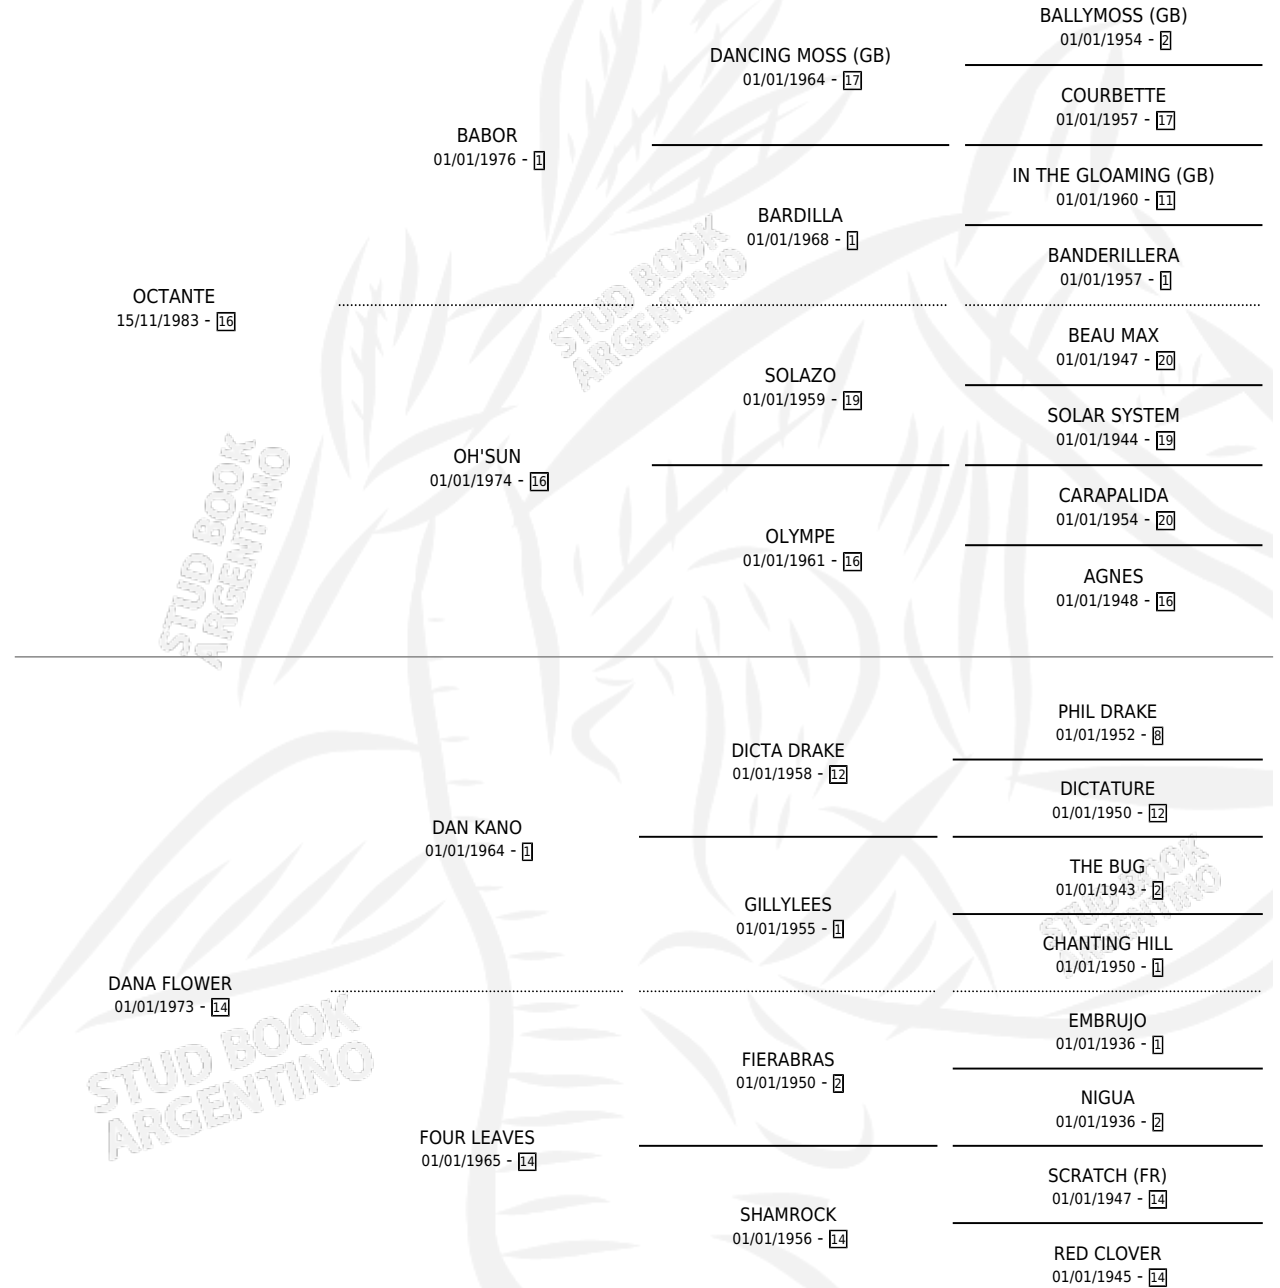 BALLYMOSS (GB)
01/01/1954 - 2
DANCING MOSS (GB)
01/01/1964 - 17
COURBETTE
01/01/1957 - 17
BABOR
01/01/1976 - 1
IN THE GLOAMING (GB)
01/01/1960 - 11
BARDILLA
01/01/1968 - 1
BANDERILLERA
01/01/1957 - 1
OCTANTE
15/11/1983 - 16
BEAU MAX
01/01/1947 - 20
SOLAZO
01/01/1959 - 19
SOLAR SYSTEM
01/01/1944 - 19
OH'SUN
01/01/1974 - 16
CARAPALIDA
01/01/1954 - 20
OLYMPE
01/01/1961 - 16
AGNES
01/01/1948 - 16
PHIL DRAKE
01/01/1952 - 8
DICTA DRAKE
01/01/1958 - 12
DICTATURE
01/01/1950 - 12
DAN KANO
01/01/1964 - 1
THE BUG
01/01/1943 - 2
GILLYLEES
01/01/1955 - 1
CHANTING HILL
01/01/1950 - 1
DANA FLOWER
01/01/1973 - 14
EMBRUJO
01/01/1936 - 1
FIERABRAS
01/01/1950 - 2
NIGUA
01/01/1936 - 2
FOUR LEAVES
01/01/1965 - 14
SCRATCH (FR)
01/01/1947 - 14
SHAMROCK
01/01/1956 - 14
RED CLOVER
01/01/1945 - 14
STUD BOOK
ARGENTINO
STUD BOOK
ARGENTINO
STUD BOOK
ARGENTINO
STUD BOOK
ARGENTINO